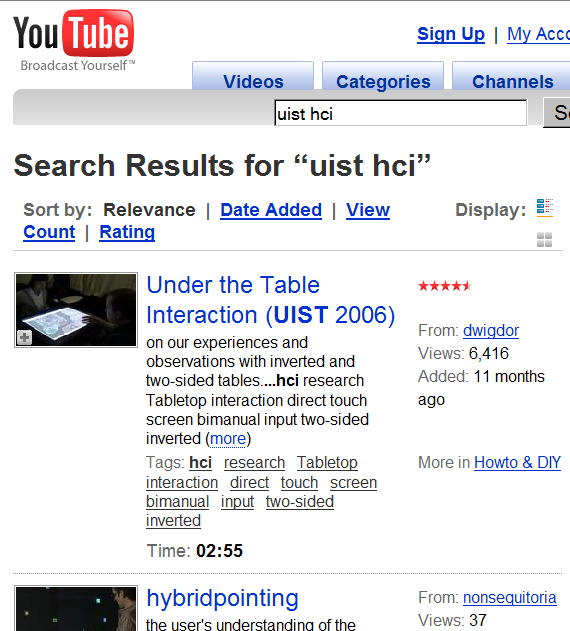 YouTube
Broadcast Yourself™
Sign Up | My Acco
Videos Categories Channels
uist hci
Search Results for “uist hci”
Sort by: Relevance | Date Added | View
Count | Rating
Display:
Under the Table
Interaction (UIST 2006)
on our experiences and
observations with inverted and
two-sided tables....hci research
Tabletop interaction direct touch
screen bimanual input two-sided
inverted (more)
Tags: hci research Tabletop
interaction direct touch screen
bimanual input two-sided
inverted
Time: 02:55
From: dwigdor
Views: 6,416
Added: 11 months
ago
More in Howto & DIY
hybridpointing
the user's understanding of the
From: nonsequitoria
Views: 37